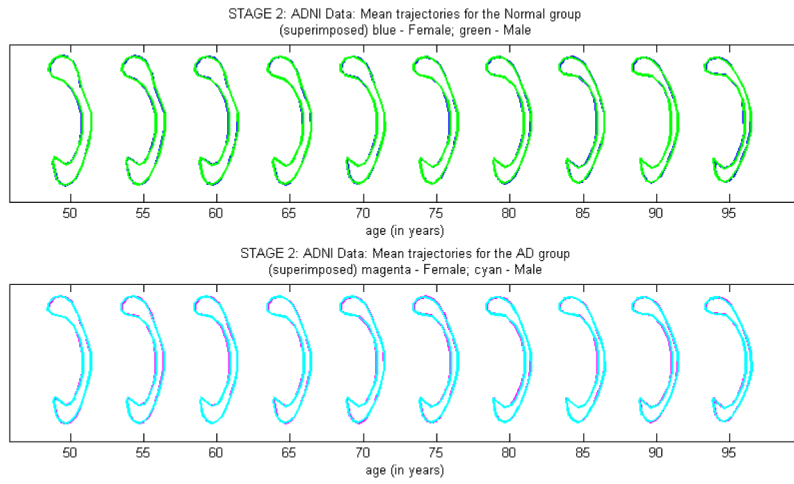 STAGE 2: ADNI Data: Mean trajectories for the Normal group
(superimposed) blue - Female; green - Male
50 55 60 65 70 75 80 85 90 95
age (in years)
STAGE 2: ADNI Data: Mean trajectories for the AD group
(superimposed) magenta - Female; cyan - Male
50 55 60 65 70 75 80 85 90 95
age (in years)